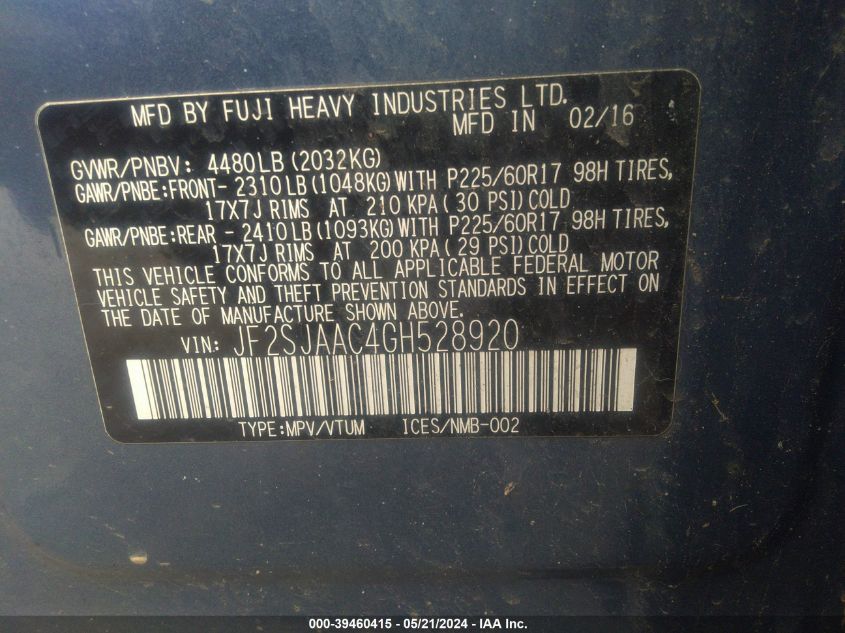 MFD BY FUJI HEAVY INDUSTRIES LTD.
MFD IN 02/16
GVWR/PNBV: 4480LB (2032KG)
GAWR/PNBE:FRONT- 2310LB (1048KG) WITH P225/60R17 98H TIRES,
17X7J RIMS AT 210 KPA ( 30 PSI) COLD
GAWR/PNBE:REAR - 2410LB (1093KG) WITH P225/60R17 98H TIRES,
17X7J RIMS AT 200 KPA ( 29 PSI) COLD
THIS VEHICLE CONFORMS TO ALL APPLICABLE FEDERAL MOTOR
VEHICLE SAFETY AND THEFT PREVENTION STANDARDS IN EFFECT ON
THE DATE OF MANUFACTURE SHOWN ABOVE.
VIN: JF2SJAAC4GH528920
TYPE:MPV/VTUM ICES/NMB-002
000-39460415 - 05/21/2024 - IAA Inc.